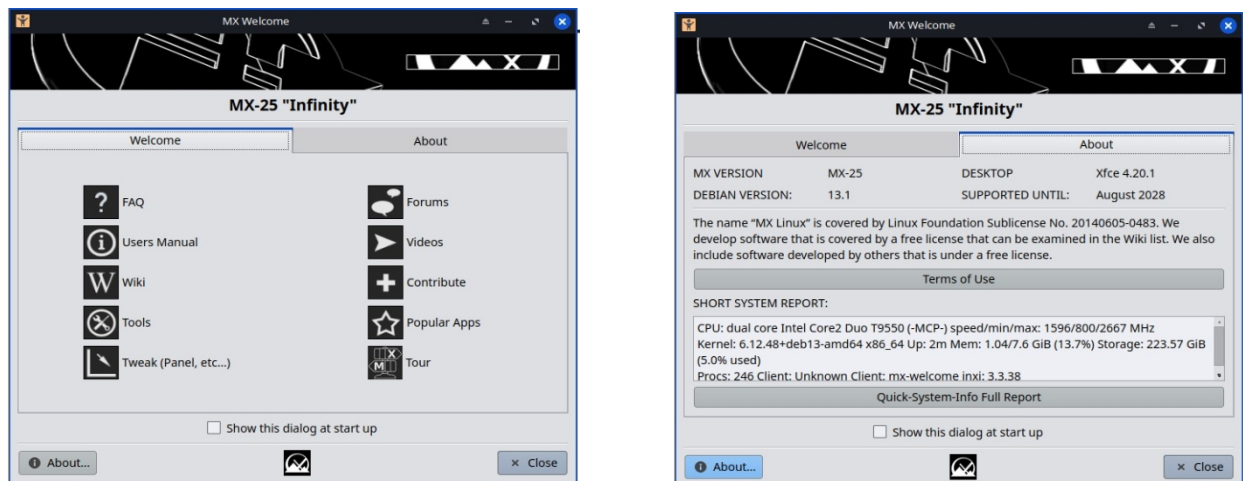 MX Welcome
MX
MX-25 "Infinity"
Welcome
About
FAQ
Forums
Users Manual
Videos
Wiki
Contribute
Tools
Popular Apps
Tweak (Panel, etc...)
Tour
Show this dialog at start up
About...
Close
MX Welcome
MX
MX-25 "Infinity"
Welcome
About
MX VERSION MX-25 DESKTOP Xfce 4.20.1
DEBIAN VERSION: 13.1 SUPPORTED UNTIL: August 2028
The name “MX Linux” is covered by Linux Foundation Sublicense No. 20140605-0483. We
develop software that is covered by a free license that can be examined in the Wiki list. We also
include software developed by others that is under a free license.
Terms of Use
SHORT SYSTEM REPORT:
CPU: dual core Intel Core2 Duo T9550 (-MCP-) speed/min/max: 1596/800/2667 MHz
Kernel: 6.12.48+deb13-amd64 x86_64 Up: 2m Mem: 1.04/7.6 GiB (13.7%) Storage: 223.57 GiB
(5.0% used)
Procs: 246 Client: Unknown Client: mx-welcome inxi: 3.3.38
Quick-System-Info Full Report
Show this dialog at start up
About...
Close